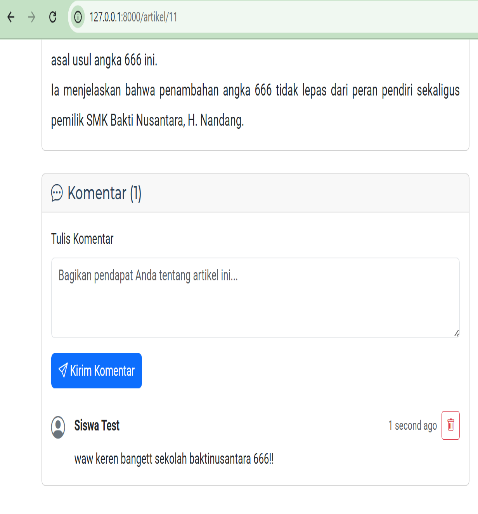 127.0.0.1:8000/artikel/11
asal usul angka 666 ini.
Ia menjelaskan bahwa penambahan angka 666 tidak lepas dari peran pendiri sekaligus
pemilik SMK Bakti Nusantara, H. Nandang.
Komentar (1)
Tulis Komentar
Bagikan pendapat Anda tentang artikel ini...
Kirim Komentar
Siswa Test
1 second ago
waw keren bangett sekolah baktinusantara 666!!